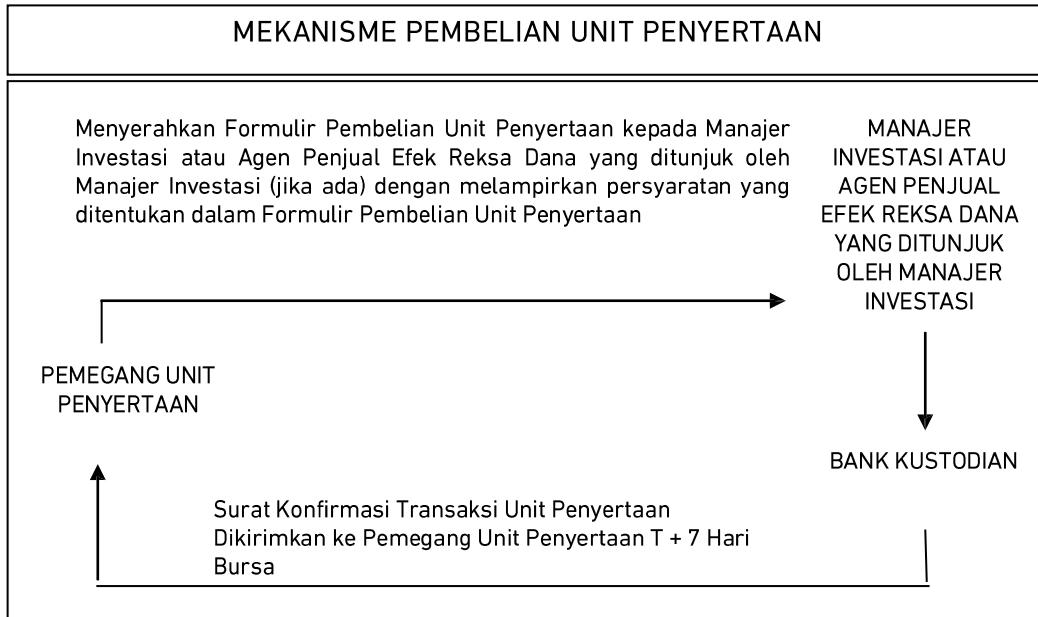 MEKANISME PEMBELIAN UNIT PENYERTAAN
Menyerahkan Formulir Pembelian Unit Penyertaan kepada Manajer
Investasi atau Agen Penjual Efek Reksa Dana yang ditunjuk oleh
Manajer Investasi (jika ada) dengan melampirkan persyaratan yang
ditentukan dalam Formulir Pembelian Unit Penyertaan
MANAJER
INVESTASI ATAU
AGEN PENJUAL
EFEK REKSA DANA
YANG DITUNJUK
OLEH MANAJER
INVESTASI
PEMEGANG UNIT
PENYERTAAN
BANK KUSTODIAN
Surat Konfirmasi Transaksi Unit Penyertaan
Dikirimkan ke Pemegang Unit Penyertaan T + 7 Hari
Bursa